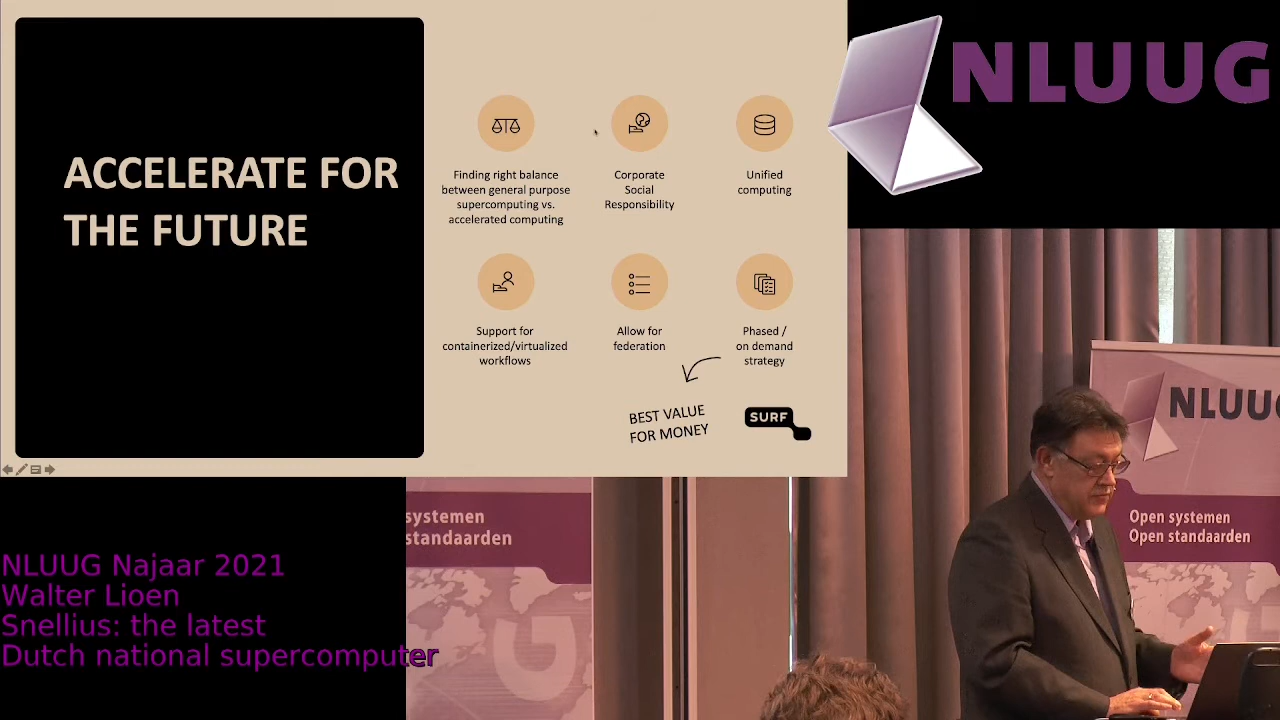 ACCELERATE FOR
THE FUTURE
Finding right balance
between general purpose
supercomputing vs.
accelerated computing
Corporate
Social
Responsibility
Unified
computing
Support for
containerized/virtualized
workflows
Allow for
federation
Phased /
on demand
strategy
BEST VALUE
FOR MONEY
SURF
NLUUG
NLUU
Open systemen
Open standaarden
systemen
standaarden
G
NLUUG Najaar 2021
Walter Lioen
Snellius: the latest
Dutch national supercomputer